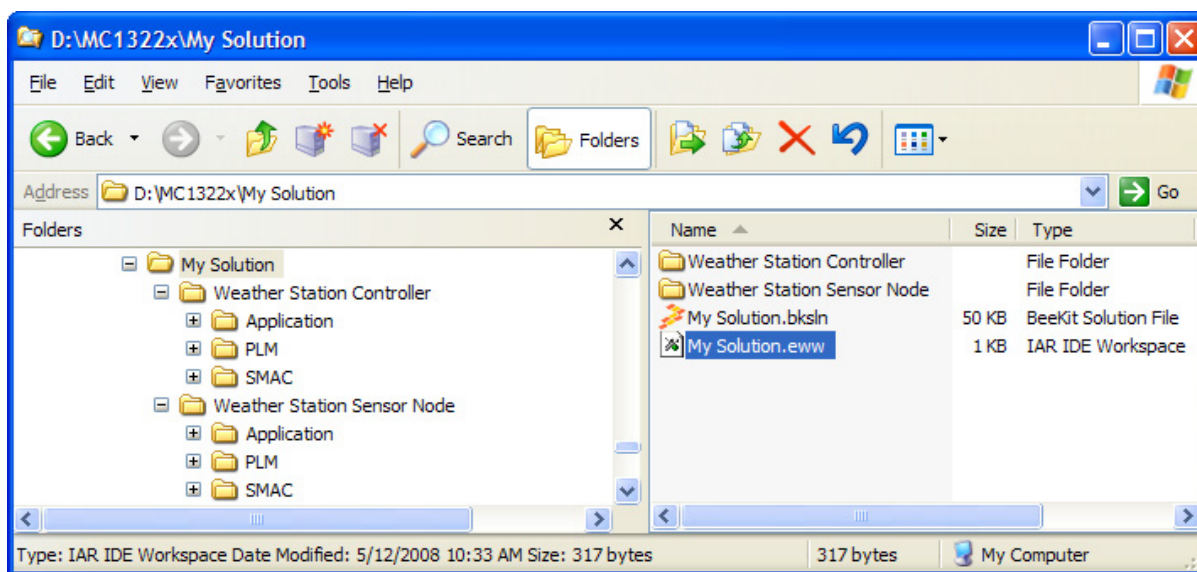 D:\MC1322x\My Solution
File Edit View Favorites Tools Help
Back Search Folders
Address D:\MC1322x\My Solution Go
Folders
My Solution
Weather Station Controller
Application
PLM
SMAC
Weather Station Sensor Node
Application
PLM
SMAC
Name Size Type
Weather Station Controller File Folder
Weather Station Sensor Node File Folder
My Solution.bksln 50 KB BeeKit Solution File
My Solution.eww 1 KB IAR IDE Workspace
Type: IAR IDE Workspace Date Modified: 5/12/2008 10:33 AM Size: 317 bytes 317 bytes My Computer